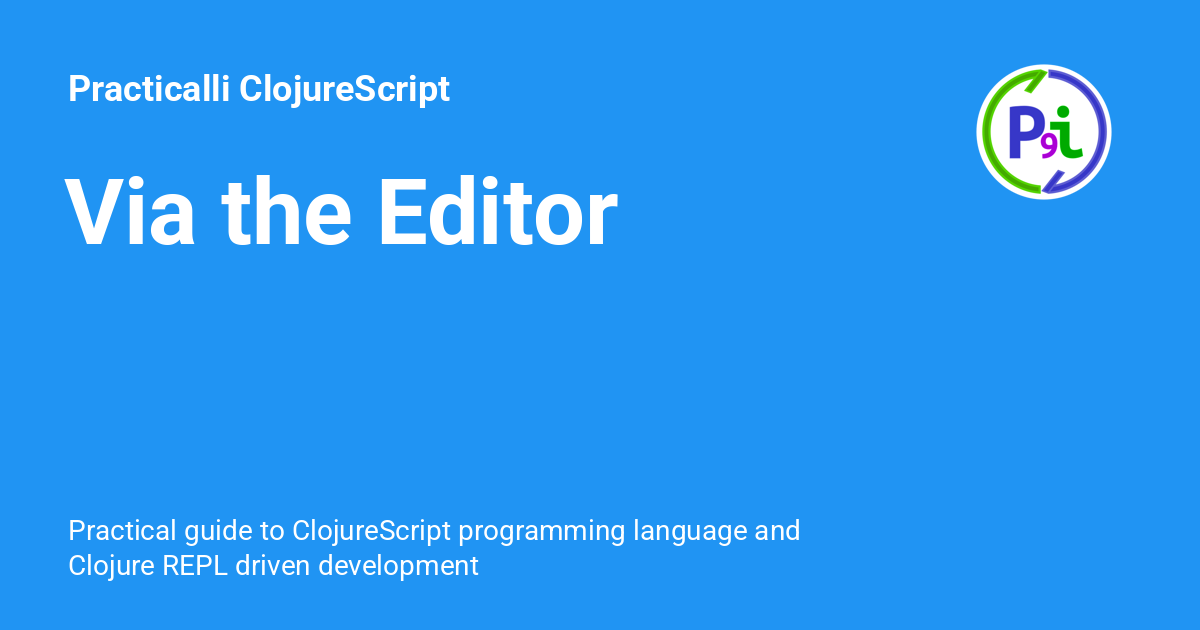 Practicalli ClojureScript
P9i
Via the Editor
Practical guide to ClojureScript programming language and
Clojure REPL driven development